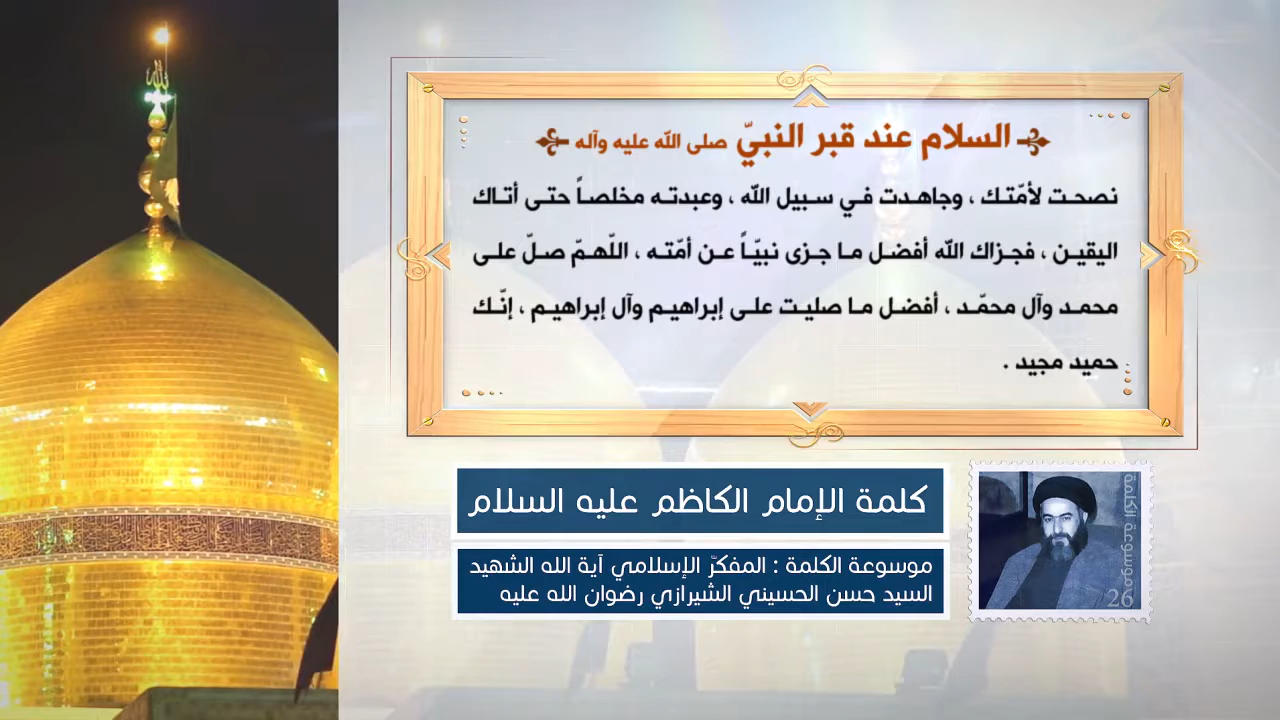 السلام عند قبر النبيّ صلى الله عليه وآله
نصحت لأمّتك ، وجاهدت في سبيل الله ، وعبدته مخلصاً حتى أتاك
اليقين ، فجزاك الله أفضل ما جزى نبيّاً عن أمّته ، اللّهمّ صلّ على
محمد وآل محمّد ، أفضل ما صليت على إبراهيم وآل إبراهيم ، إنّك
حميد مجيد .
كلمة الإمام الكاظم عليه السلام
موسوعة الكلمة : المفكرّ الإسلامي آية الله الشهيد
السيد حسن الحسيني الشيرازي رضوان الله عليه
موسوعة الكلمة
26